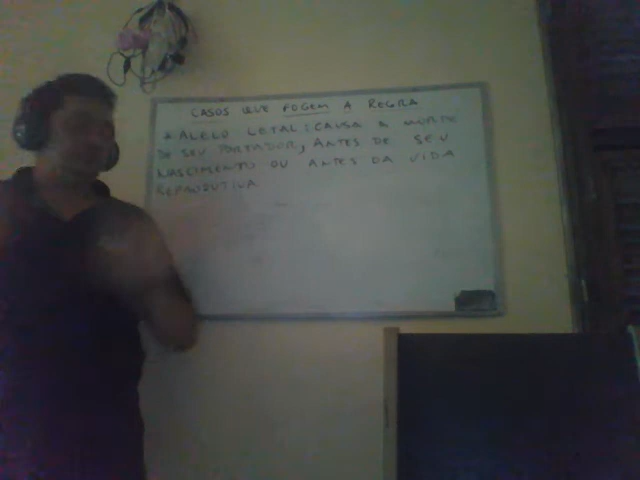 CASOS QUE FOGEM A REGRA
* ALELO LETAL: CAUSA A MORTE
DE SEU PORTADOR, ANTES DE SEU
NASCIMENTO OU ANTES DA VIDA
REPRODUTIVA